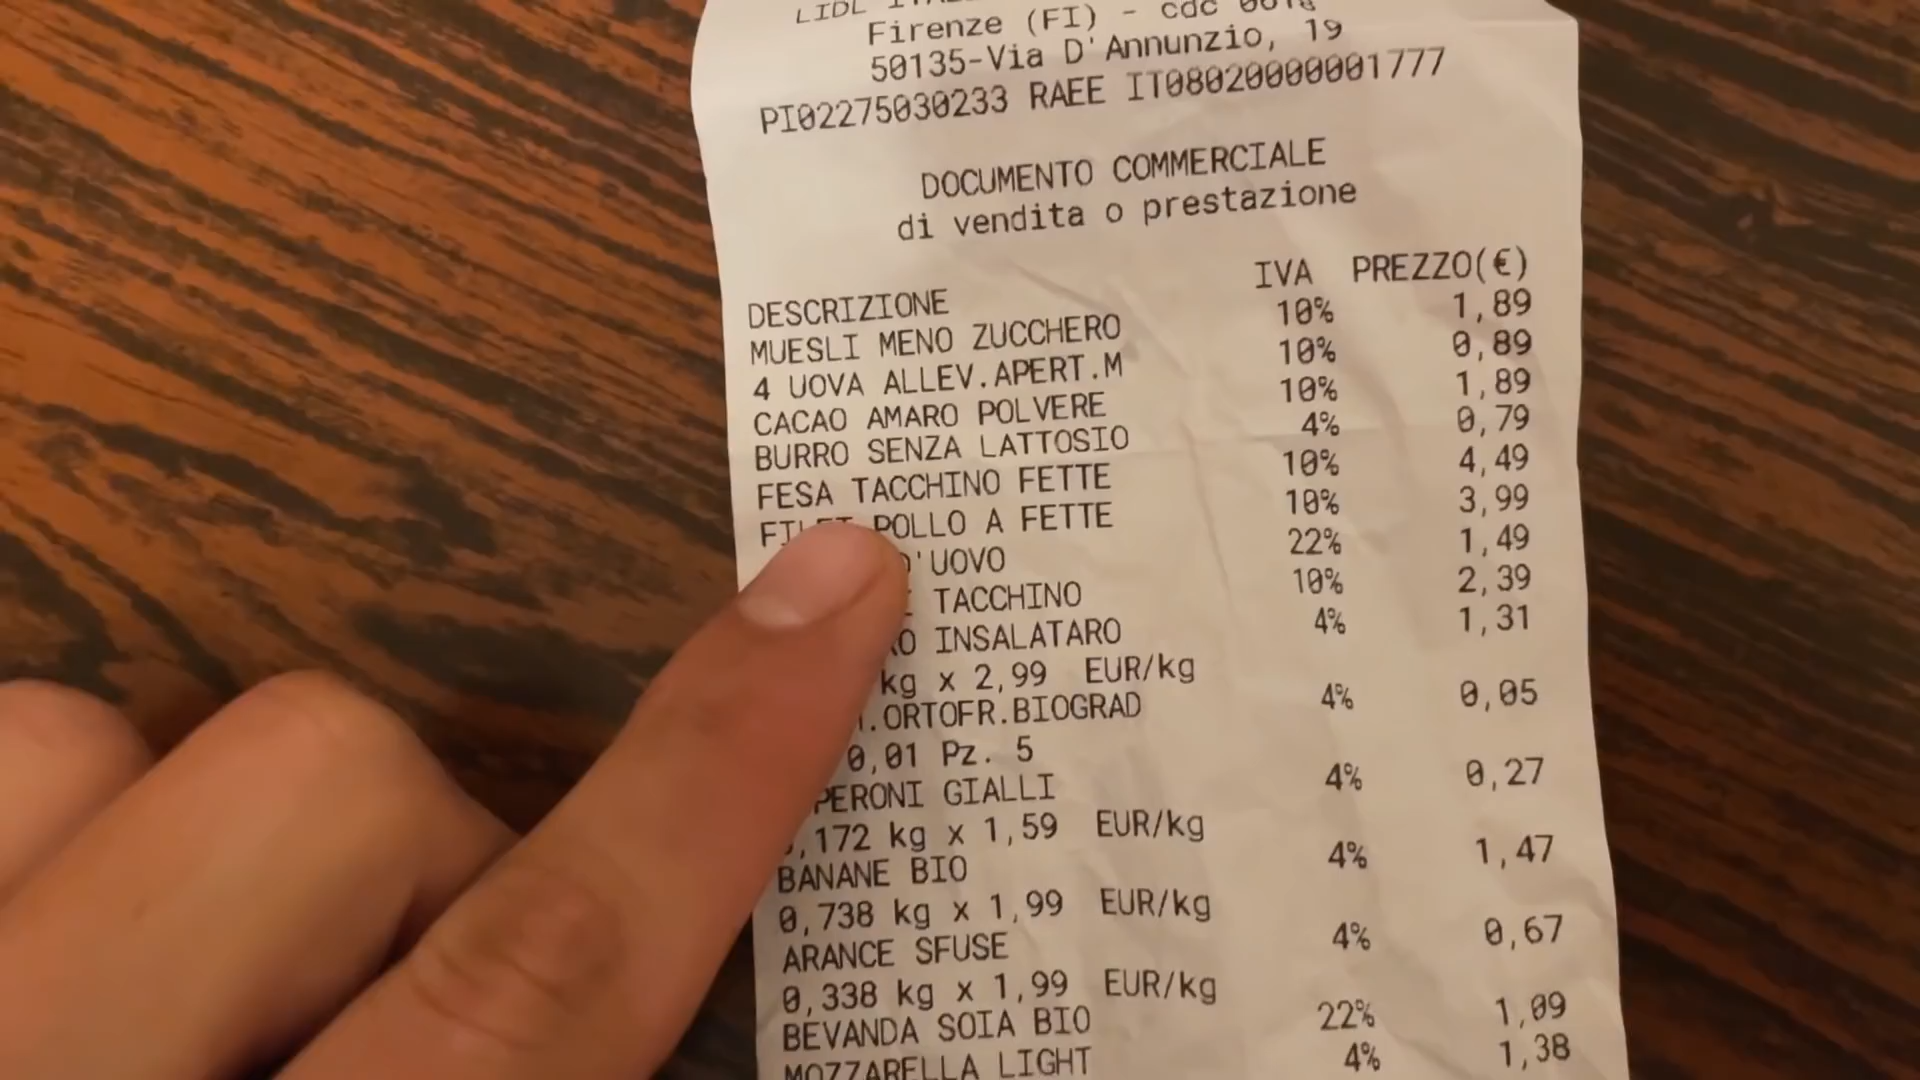 LIDL
Firenze (FI) - cdc
50135-Via D'Annunzio, 19
PI02275030233 RAEE IT08020000001777
DOCUMENTO COMMERCIALE
di vendita o prestazione
DESCRIZIONE IVA PREZZO(€)
MUESLI MENO ZUCCHERO 10% 1,89
4 UOVA ALLEV.APERT.M 10% 0,89
CACAO AMARO POLVERE 10% 1,89
BURRO SENZA LATTOSIO 4% 0,79
FESA TACCHINO FETTE 10% 4,49
FILET POLLO A FETTE 10% 3,99
D'UOVO 22% 1,49
TACCHINO 10% 2,39
INSALATARO 4% 1,31
kg x 2,99 EUR/kg
.ORTOFR.BIOGRAD 4% 0,05
0,01 Pz. 5
PERONI GIALLI 4% 0,27
,172 kg x 1,59 EUR/kg
BANANE BIO 4% 1,47
0,738 kg x 1,99 EUR/kg
ARANCE SFUSE 4% 0,67
0,338 kg x 1,99 EUR/kg
BEVANDA SOIA BIO 22% 1,09
MOZZARELLA LIGHT 4% 1,38